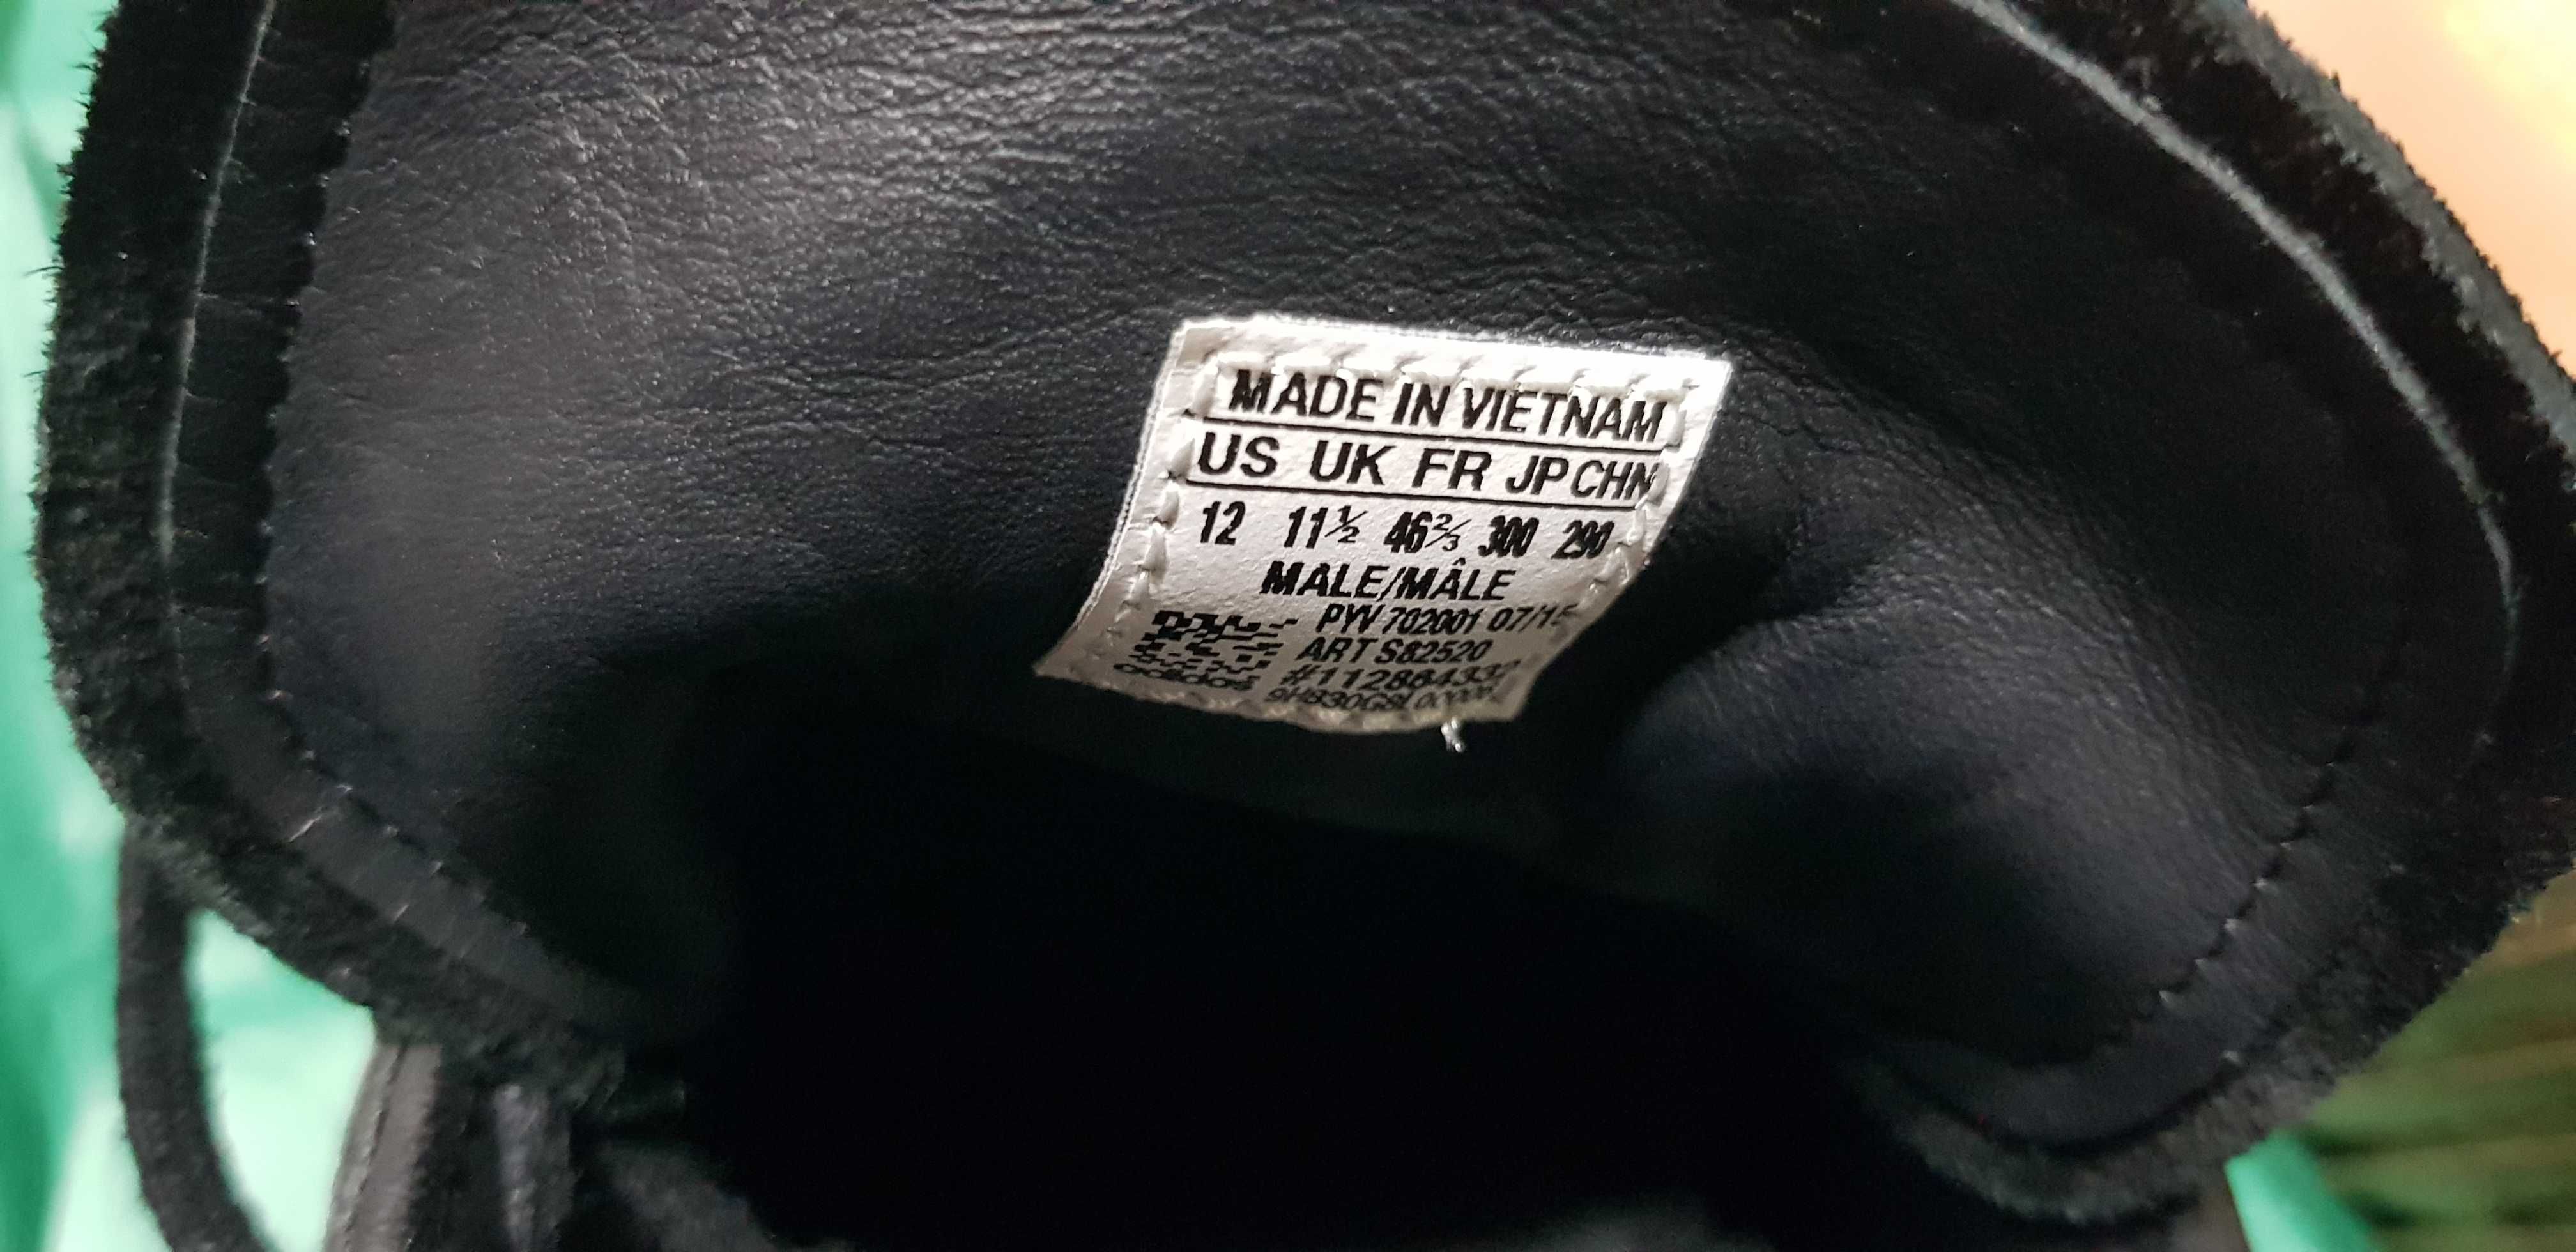 MADE IN VIETNAM
US UK FR JP CHN
12 11½ 46⅔ 300 290
MALE/MÂLE
PYV 702001 07/15
ART S82520
adidas